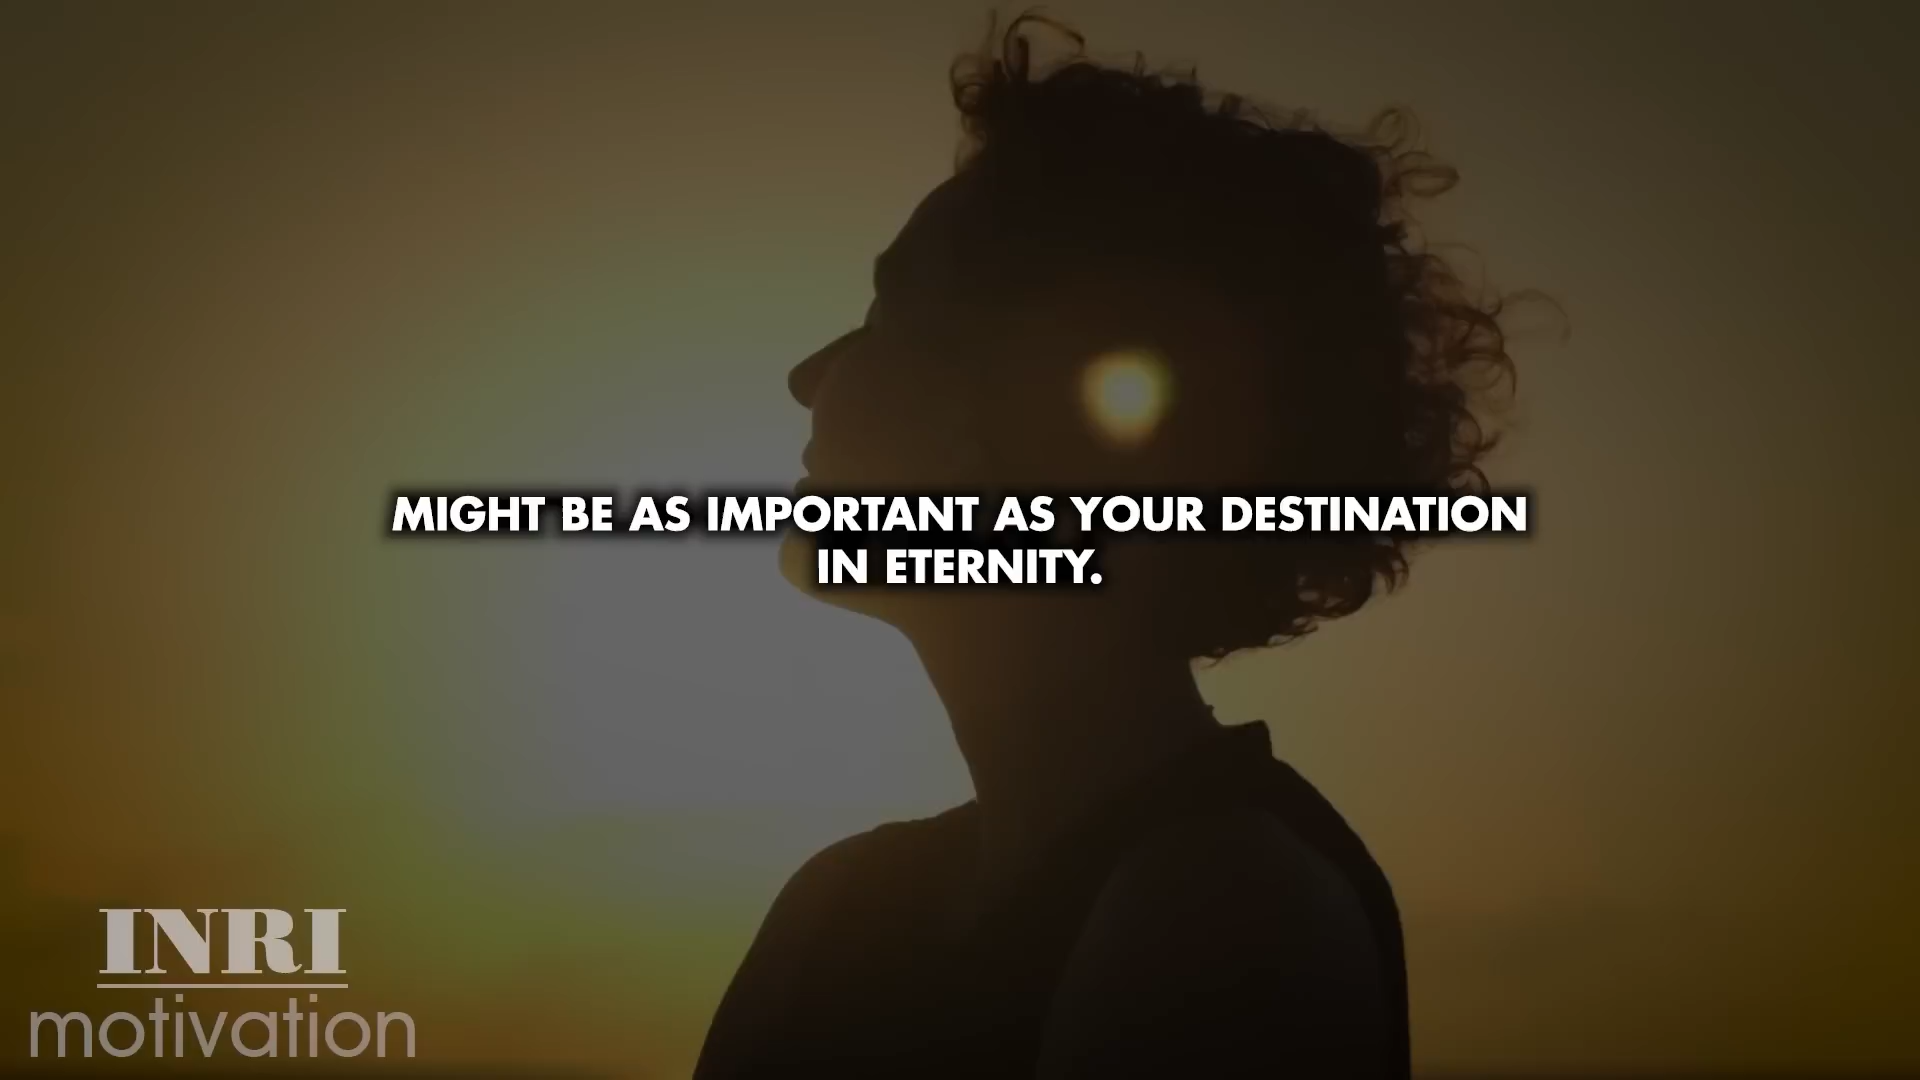 MIGHT BE AS IMPORTANT AS YOUR DESTINATION
IN ETERNITY.
INRI
motivation